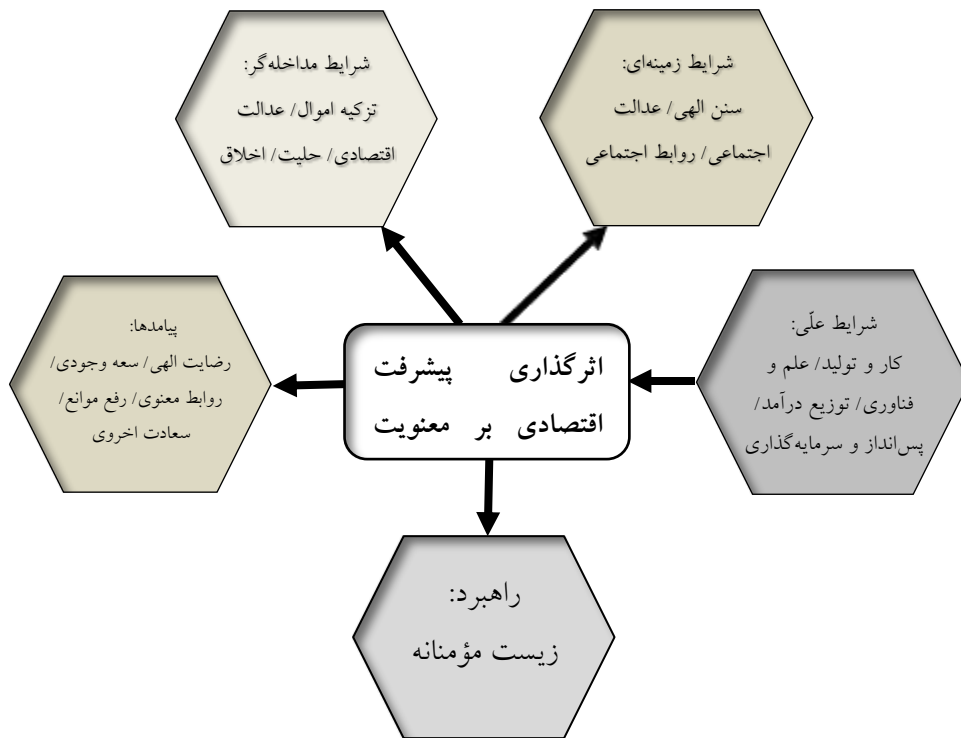 شرایط مداخله‌گر:
تزکیه اموال/ عدالت
اقتصادی/ حلیت/ اخلاق
شرایط زمینه‌ای:
سنن الهی/ عدالت
اجتماعی/ روابط اجتماعی
شرایط علّی:
کار و تولید/ علم و
فناوری/ توزیع درآمد/
پس‌انداز و سرمایه‌گذاری
اثرگذاری پیشرفت
اقتصادی بر معنویت
پیامدها:
رضایت الهی/ سعه وجودی/
روابط معنوی/ رفع موانع/
سعادت اخروی
راهبرد:
زیست مؤمنانه